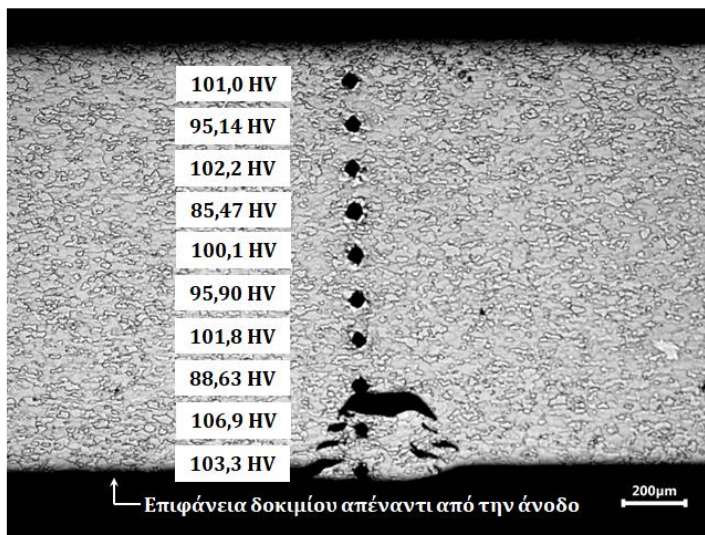 101,0 HV
95,14 HV
102,2 HV
85,47 HV
100,1 HV
95,90 HV
101,8 HV
88,63 HV
106,9 HV
103,3 HV
Επιφάνεια δοκιμίου απέναντι από την άνοδο
200μm